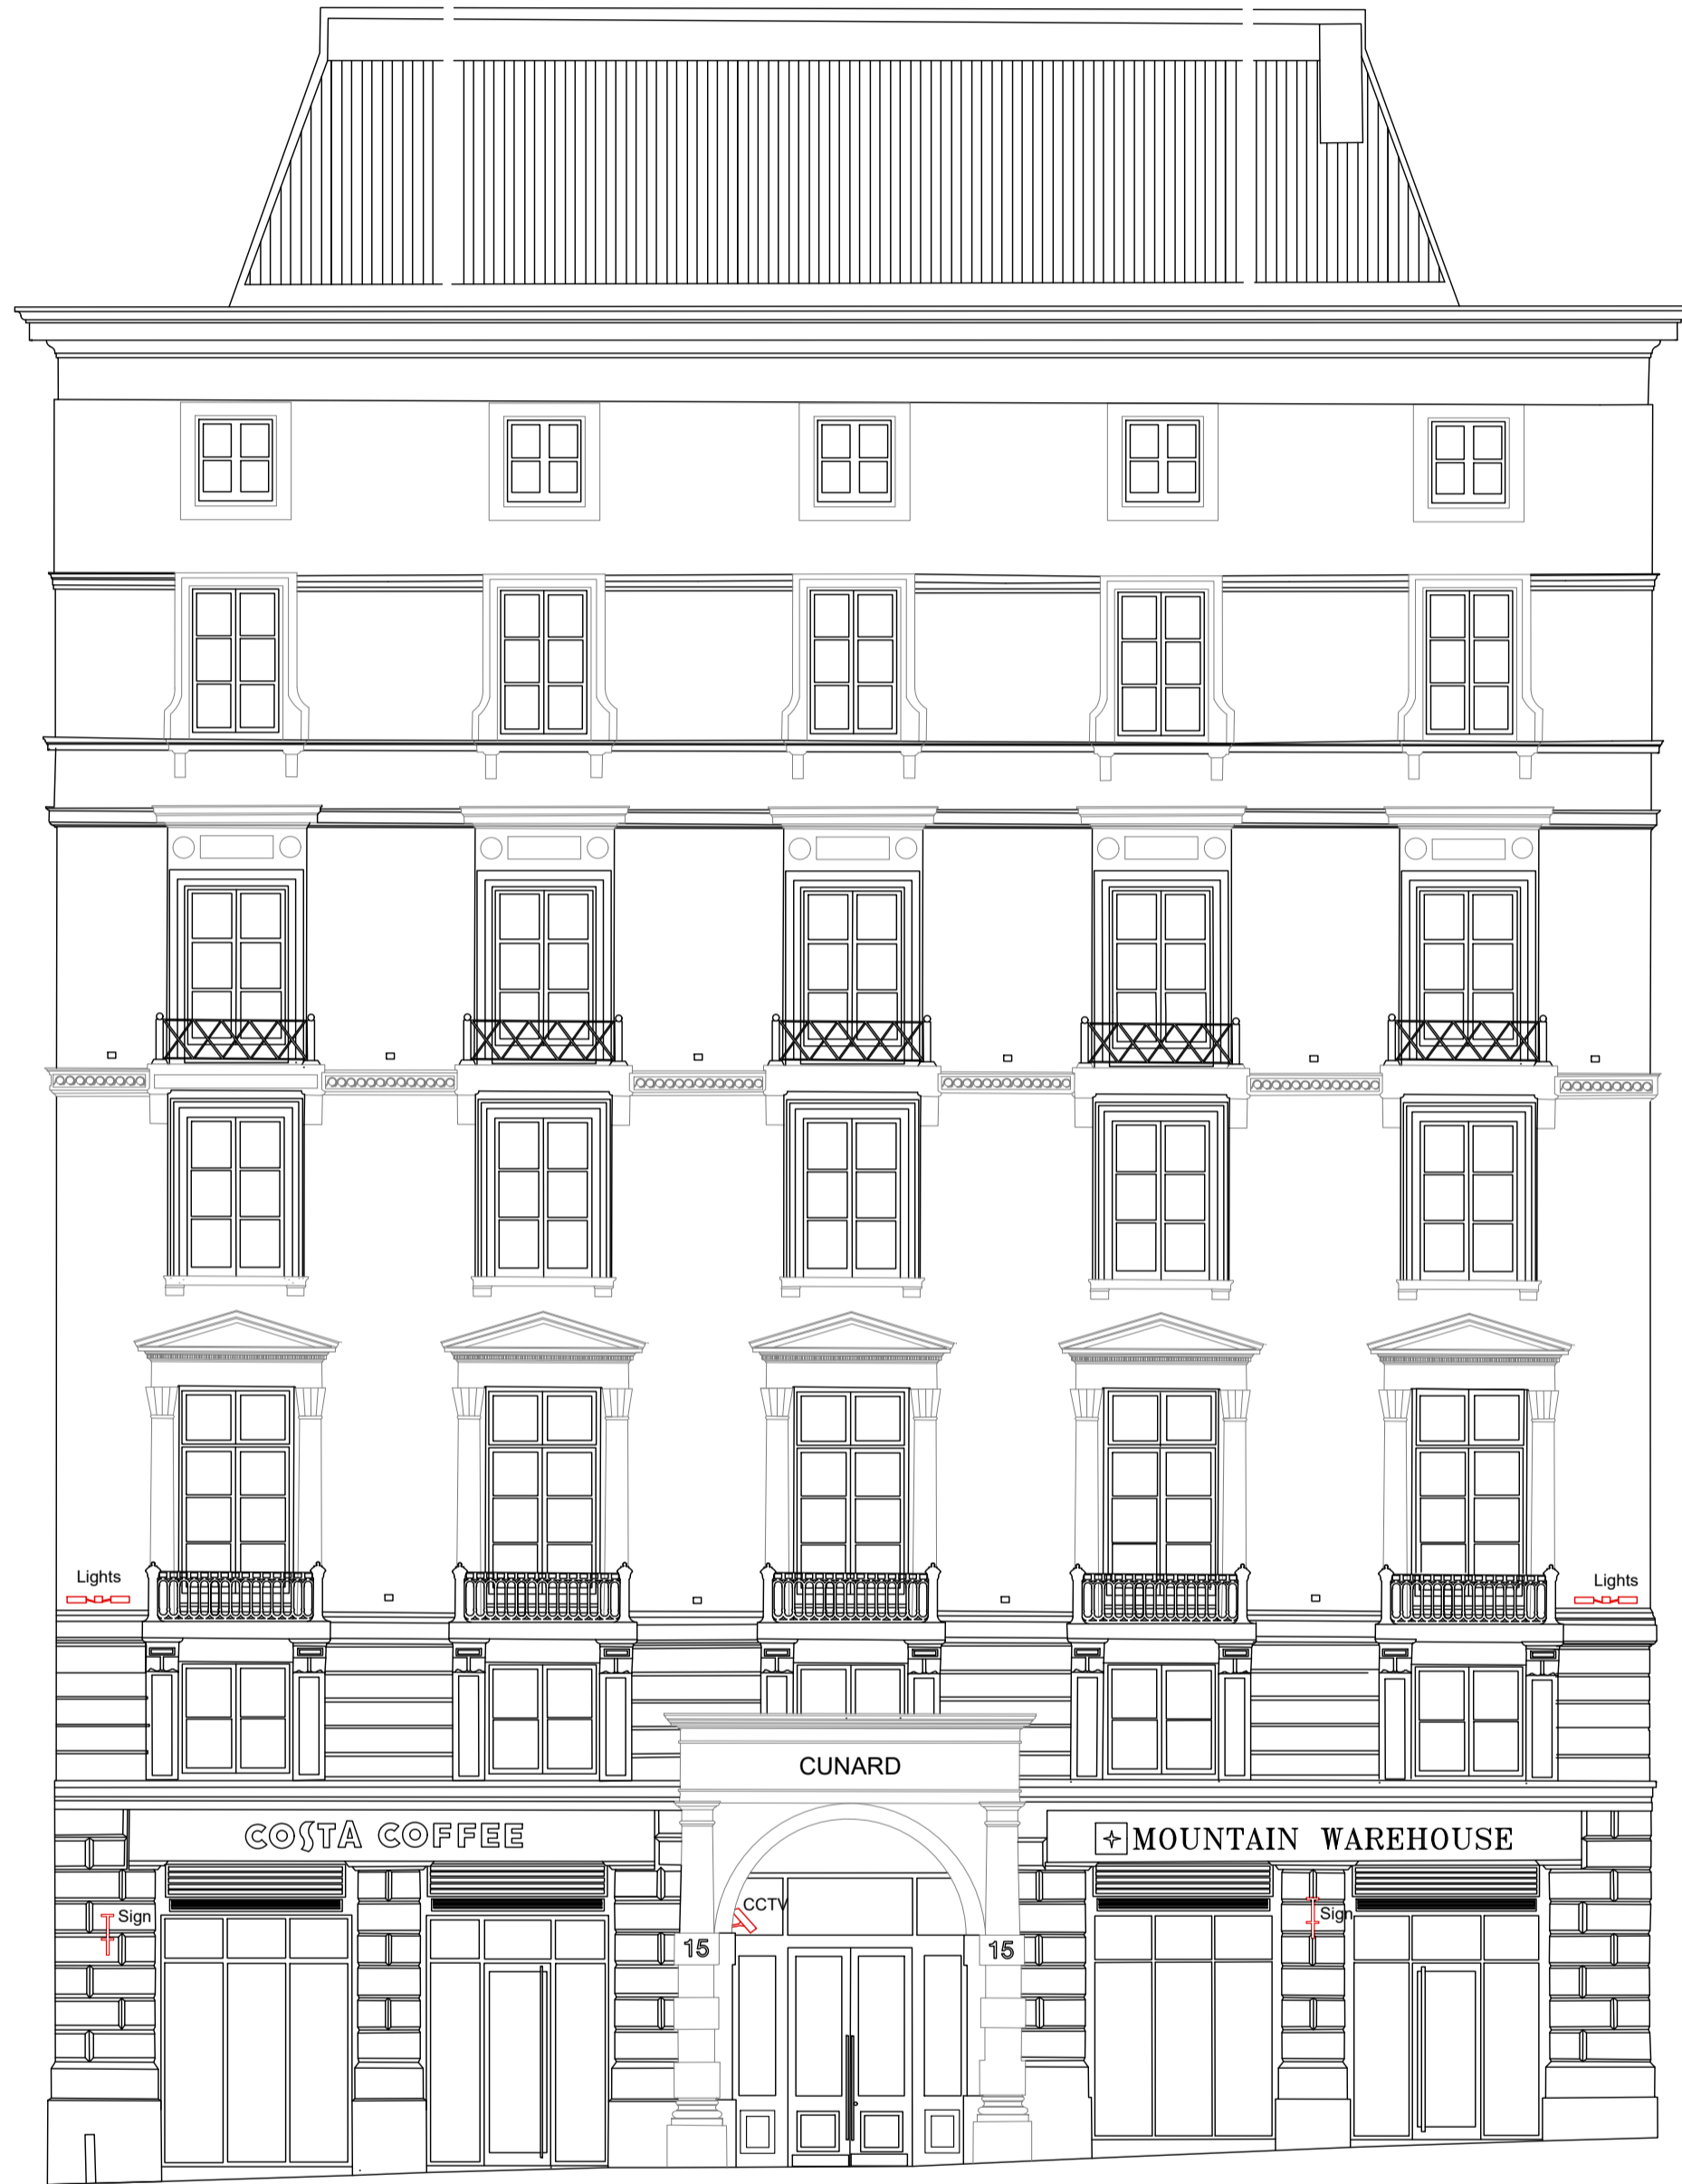 Lights
Lights
CUNARD
COSTA COFFEE
MOUNTAIN WAREHOUSE
CCTV
Sign
Sign
15
15